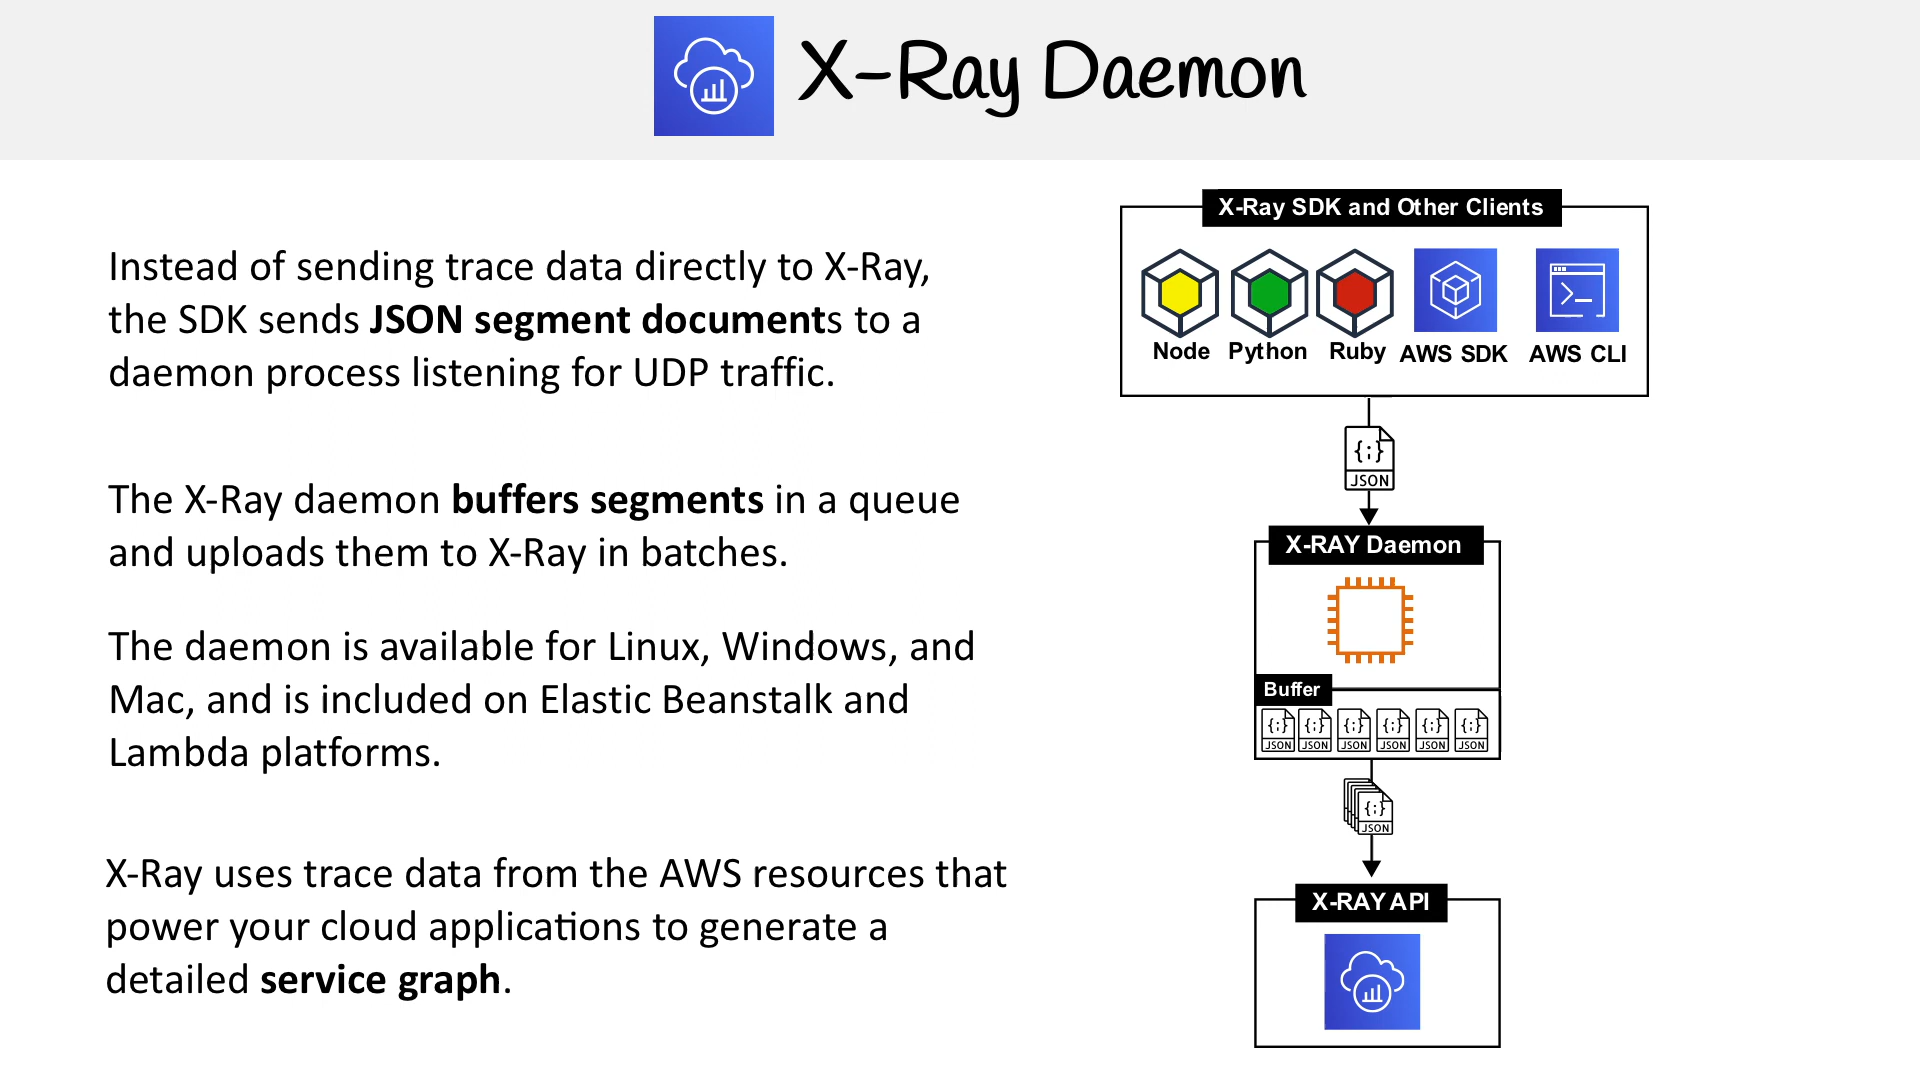 X-Ray Daemon
Instead of sending trace data directly to X-Ray,
the SDK sends JSON segment documents to a
daemon process listening for UDP traffic.
The X-Ray daemon buffers segments in a queue
and uploads them to X-Ray in batches.
The daemon is available for Linux, Windows, and
Mac, and is included on Elastic Beanstalk and
Lambda platforms.
X-Ray uses trace data from the AWS resources that
power your cloud applications to generate a
detailed service graph.
X-Ray SDK and Other Clients
Node Python Ruby AWS SDK AWS CLI
{;}
JSON
X-RAY Daemon
Buffer
{;} {;} {;} {;} {;} {;}
JSON JSON JSON JSON JSON JSON
{;}
JSON
X-RAY API